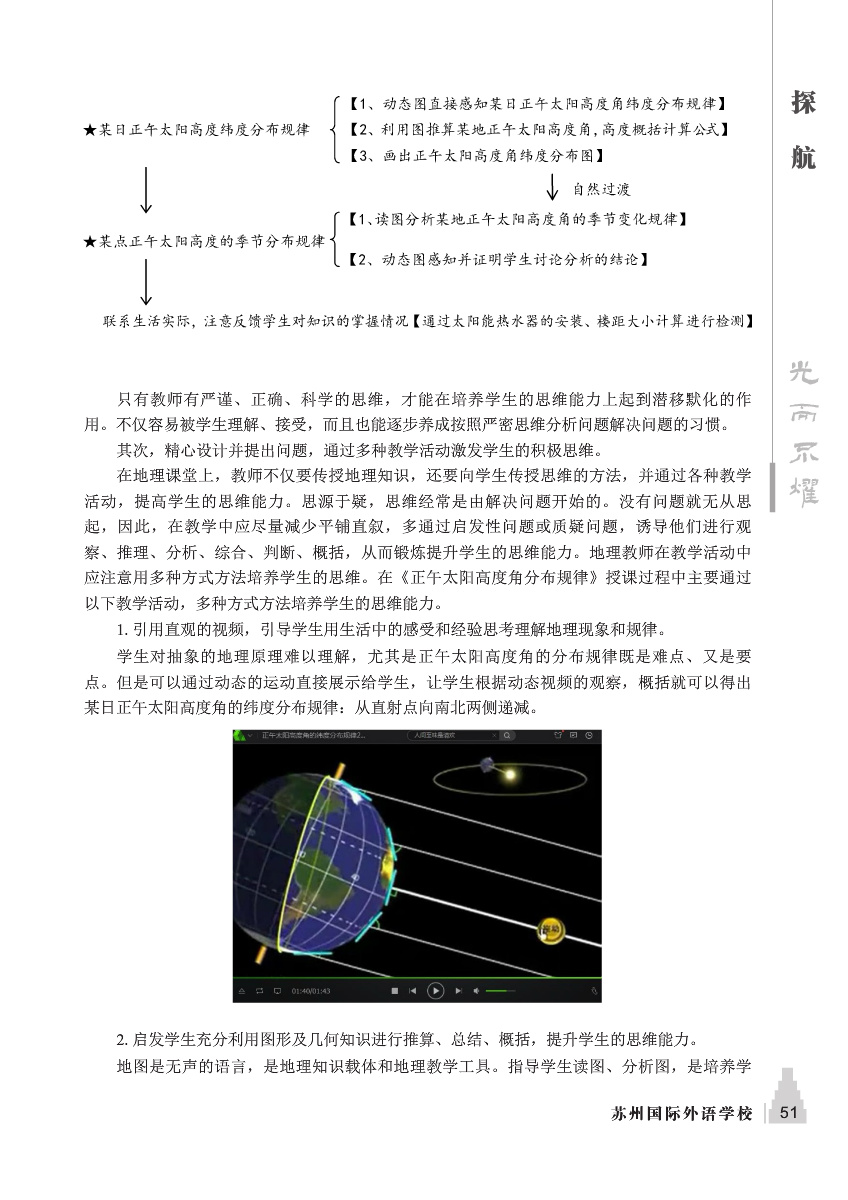 ★某日正午太阳高度纬度分布规律
【1、动态图直接感知某日正午太阳高度角纬度分布规律】
【2、利用图推算某地正午太阳高度角，高度概括计算公式】
【3、画出正午太阳高度角纬度分布图】
自然过渡
★某点正午太阳高度的季节分布规律
【1、读图分析某地正午太阳高度角的季节变化规律】
【2、动态图感知并证明学生讨论分析的结论】
联系生活实际，注意反馈学生对知识的掌握情况【通过太阳能热水器的安装、楼距大小计算进行检测】
只有教师有严谨、正确、科学的思维，才能在培养学生的思维能力上起到潜移默化的作
用。不仅容易被学生理解、接受，而且也能逐步养成按照严密思维分析问题解决问题的习惯。
其次，精心设计并提出问题，通过多种教学活动激发学生的积极思维。
在地理课堂上，教师不仅要传授地理知识，还要向学生传授思维的方法，并通过各种教学
活动，提高学生的思维能力。思源于疑，思维经常是由解决问题开始的。没有问题就无从思
起，因此，在教学中应尽量减少平铺直叙，多通过启发性问题或质疑问题，诱导他们进行观
察、推理、分析、综合、判断、概括，从而锻炼提升学生的思维能力。地理教师在教学活动中
应注意用多种方式方法培养学生的思维。在《正午太阳高度角分布规律》授课过程中主要通过
以下教学活动，多种方式方法培养学生的思维能力。
1. 引用直观的视频，引导学生用生活中的感受和经验思考理解地理现象和规律。
学生对抽象的地理原理难以理解，尤其是正午太阳高度角的分布规律既是难点、又是要
点。但是可以通过动态的运动直接展示给学生，让学生根据动态视频的观察，概括就可以得出
某日正午太阳高度角的纬度分布规律：从直射点向南北两侧递减。
正午太阳高度角的纬度分布规律2...
人间至味是清欢
01:40/01:43
2. 启发学生充分利用图形及几何知识进行推算、总结、概括，提升学生的思维能力。
地图是无声的语言，是地理知识载体和地理教学工具。指导学生读图、分析图，是培养学
苏州国际外语学校
51
探
航
光
而
不
耀